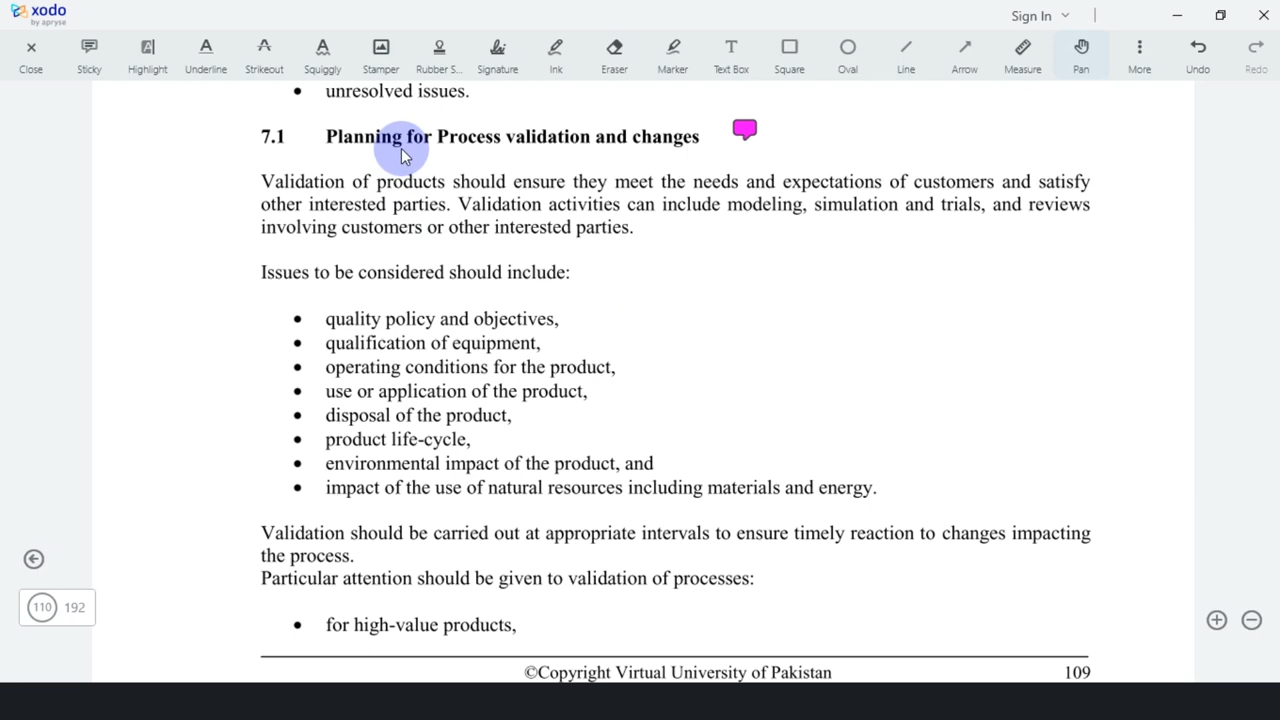 xodo
by apryse
Sign In
Close Sticky Highlight Underline Strikeout Squiggly Stamper Rubber S... Signature Ink Eraser Marker Text Box Square Oval Line Arrow Measure Pan More Undo Redo
• unresolved issues.
7.1 Planning for Process validation and changes
Validation of products should ensure they meet the needs and expectations of customers and satisfy
other interested parties. Validation activities can include modeling, simulation and trials, and reviews
involving customers or other interested parties.
Issues to be considered should include:
• quality policy and objectives,
• qualification of equipment,
• operating conditions for the product,
• use or application of the product,
• disposal of the product,
• product life-cycle,
• environmental impact of the product, and
• impact of the use of natural resources including materials and energy.
Validation should be carried out at appropriate intervals to ensure timely reaction to changes impacting
the process.
Particular attention should be given to validation of processes:
110 192
• for high-value products,
©Copyright Virtual University of Pakistan 109